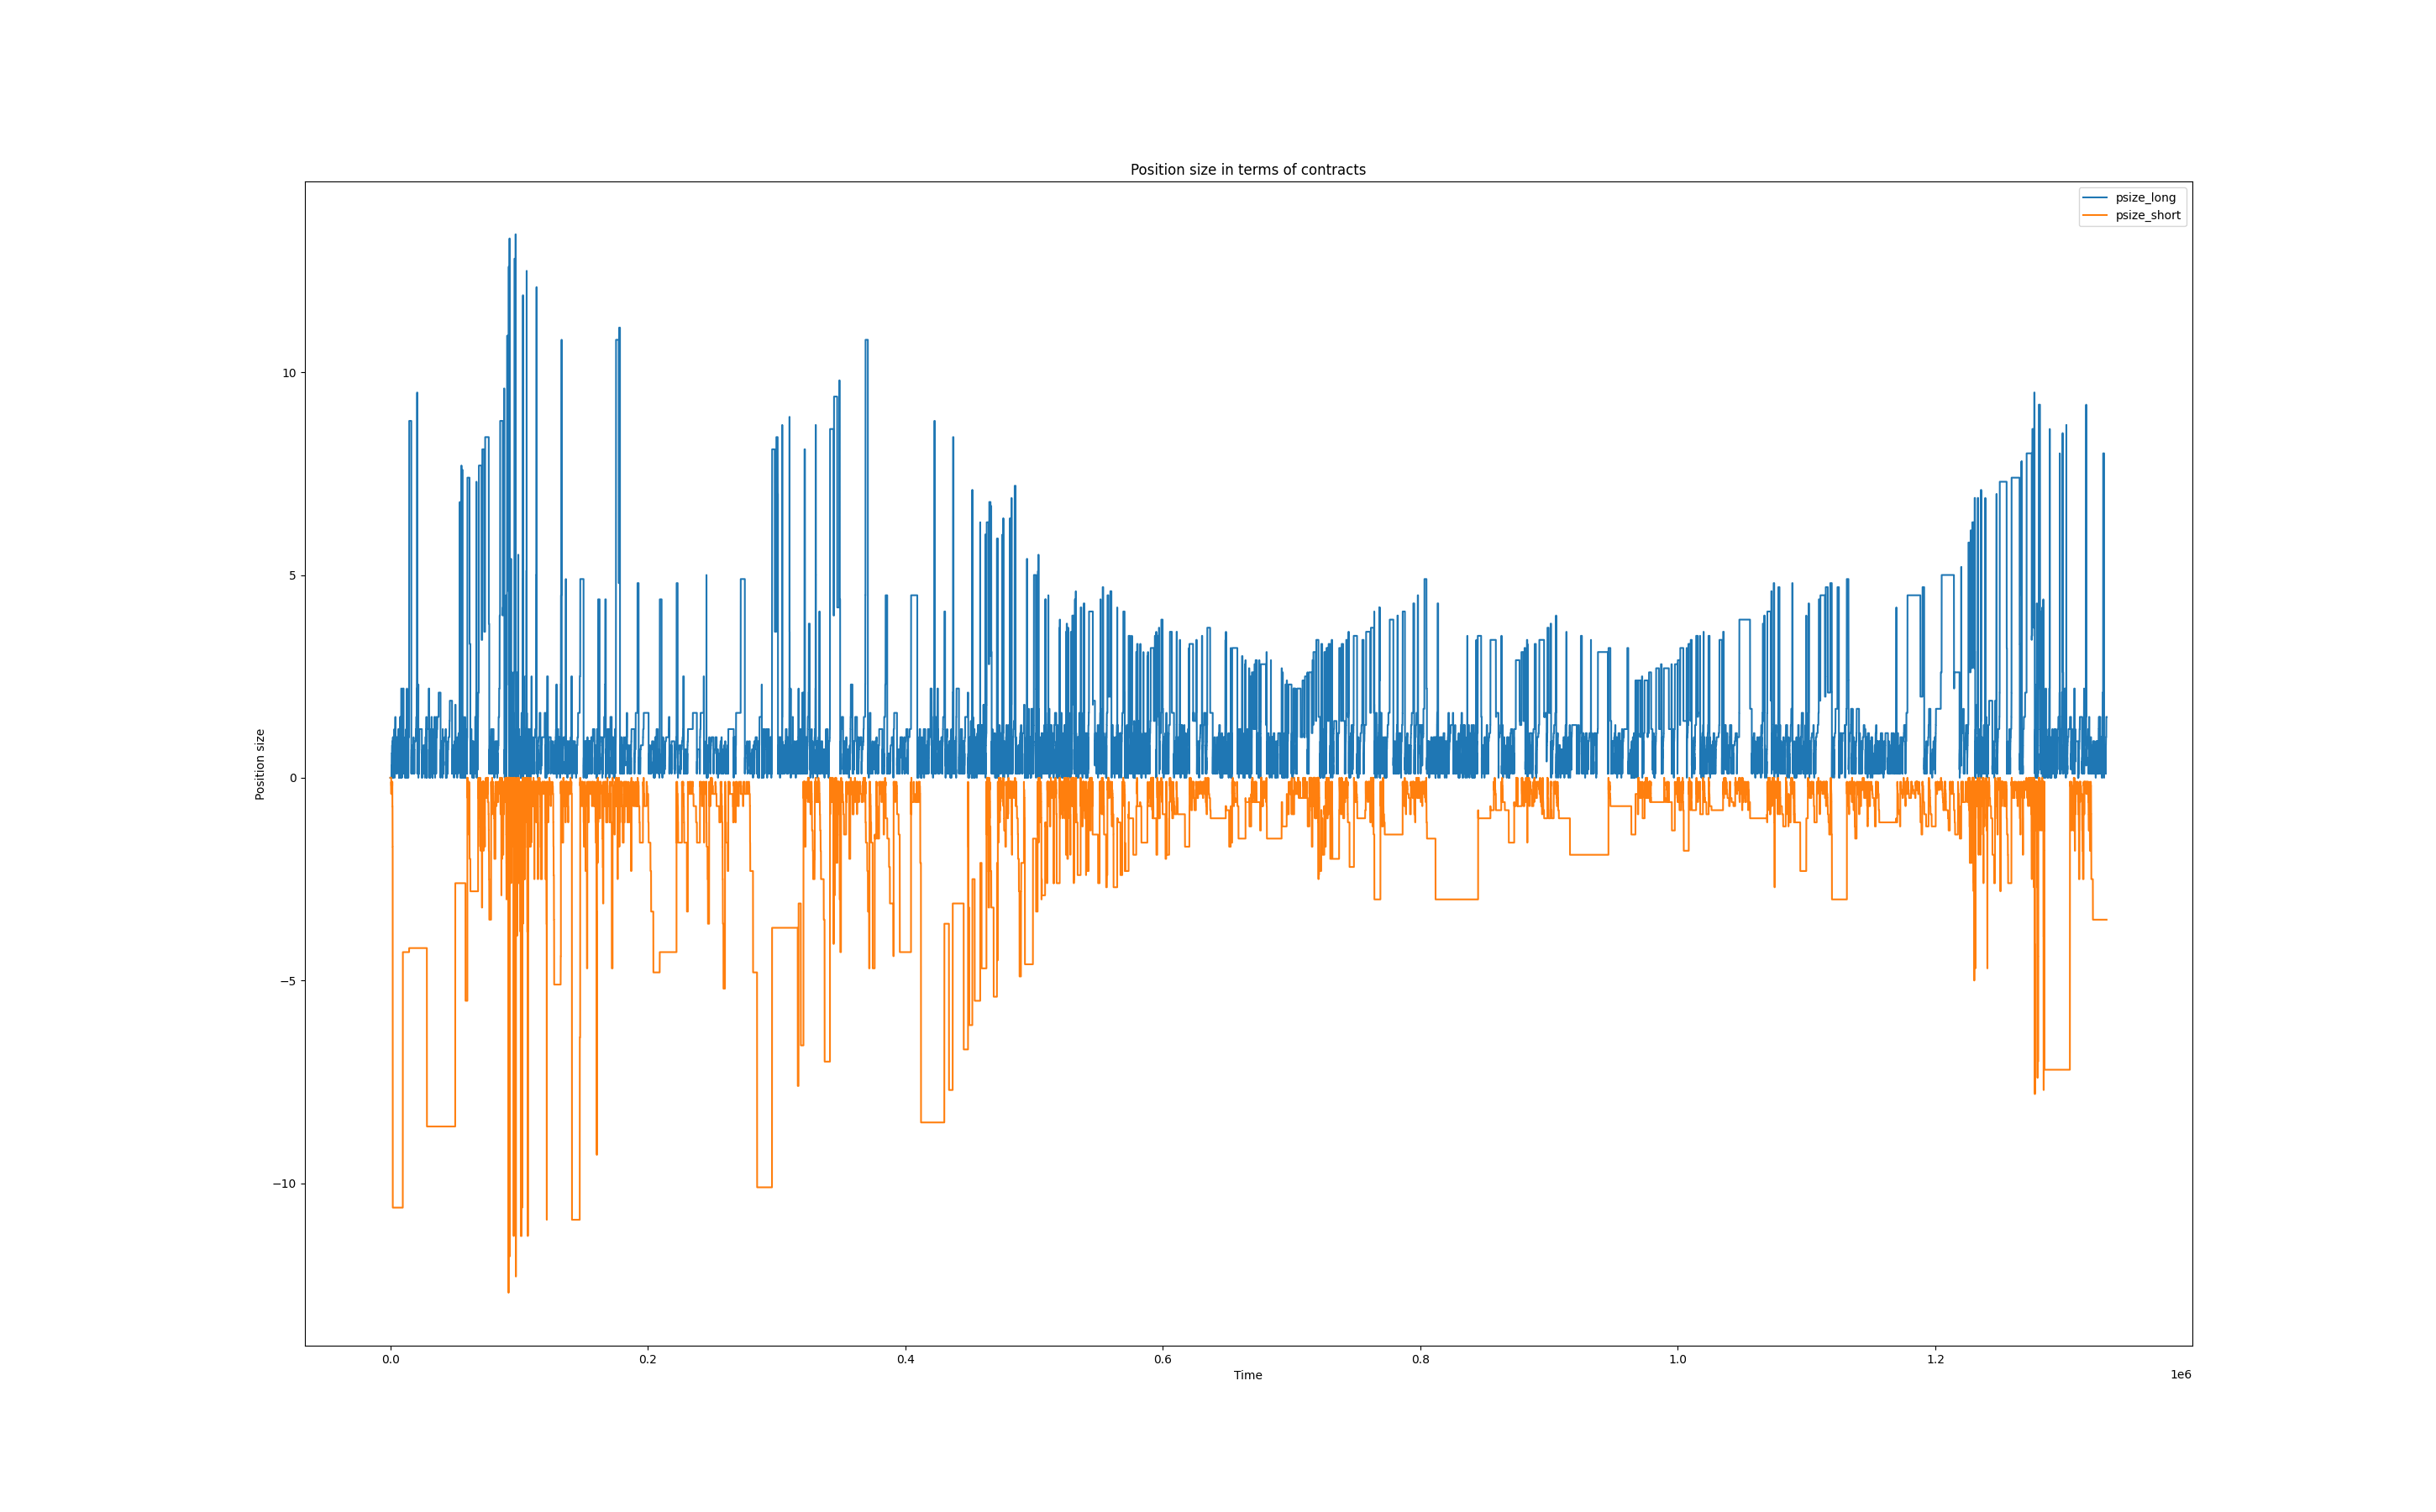 Position size in terms of contracts
psize_long
psize_short
10
5
0
−5
−10
Position size
0.0
0.2
0.4
0.6
0.8
1.0
1.2
1e6
Time